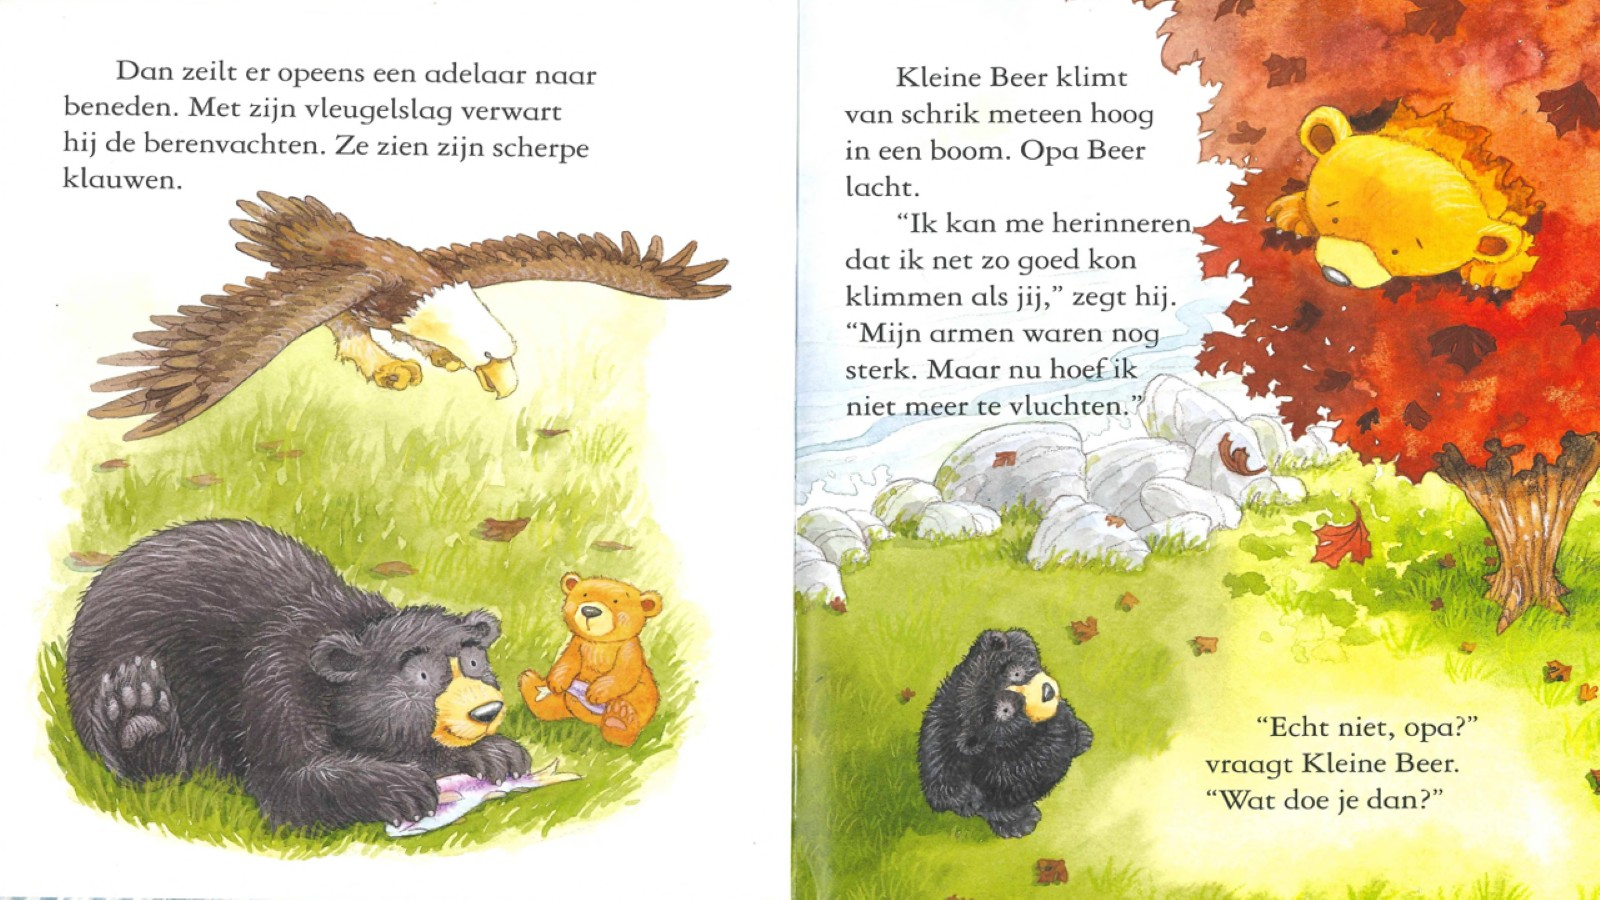 Dan zeilt er opeens een adelaar naar
beneden. Met zijn vleugelslag verwart
hij de berenvachten. Ze zien zijn scherpe
klauwen.
Kleine Beer klimt
van schrik meteen hoog
in een boom. Opa Beer
lacht.
“Ik kan me herinneren
dat ik net zo goed kon
klimmen als jij,” zegt hij.
“Mijn armen waren nog
sterk. Maar nu hoef ik
niet meer te vluchten.”
“Echt niet, opa?”
vraagt Kleine Beer.
“Wat doe je dan?”